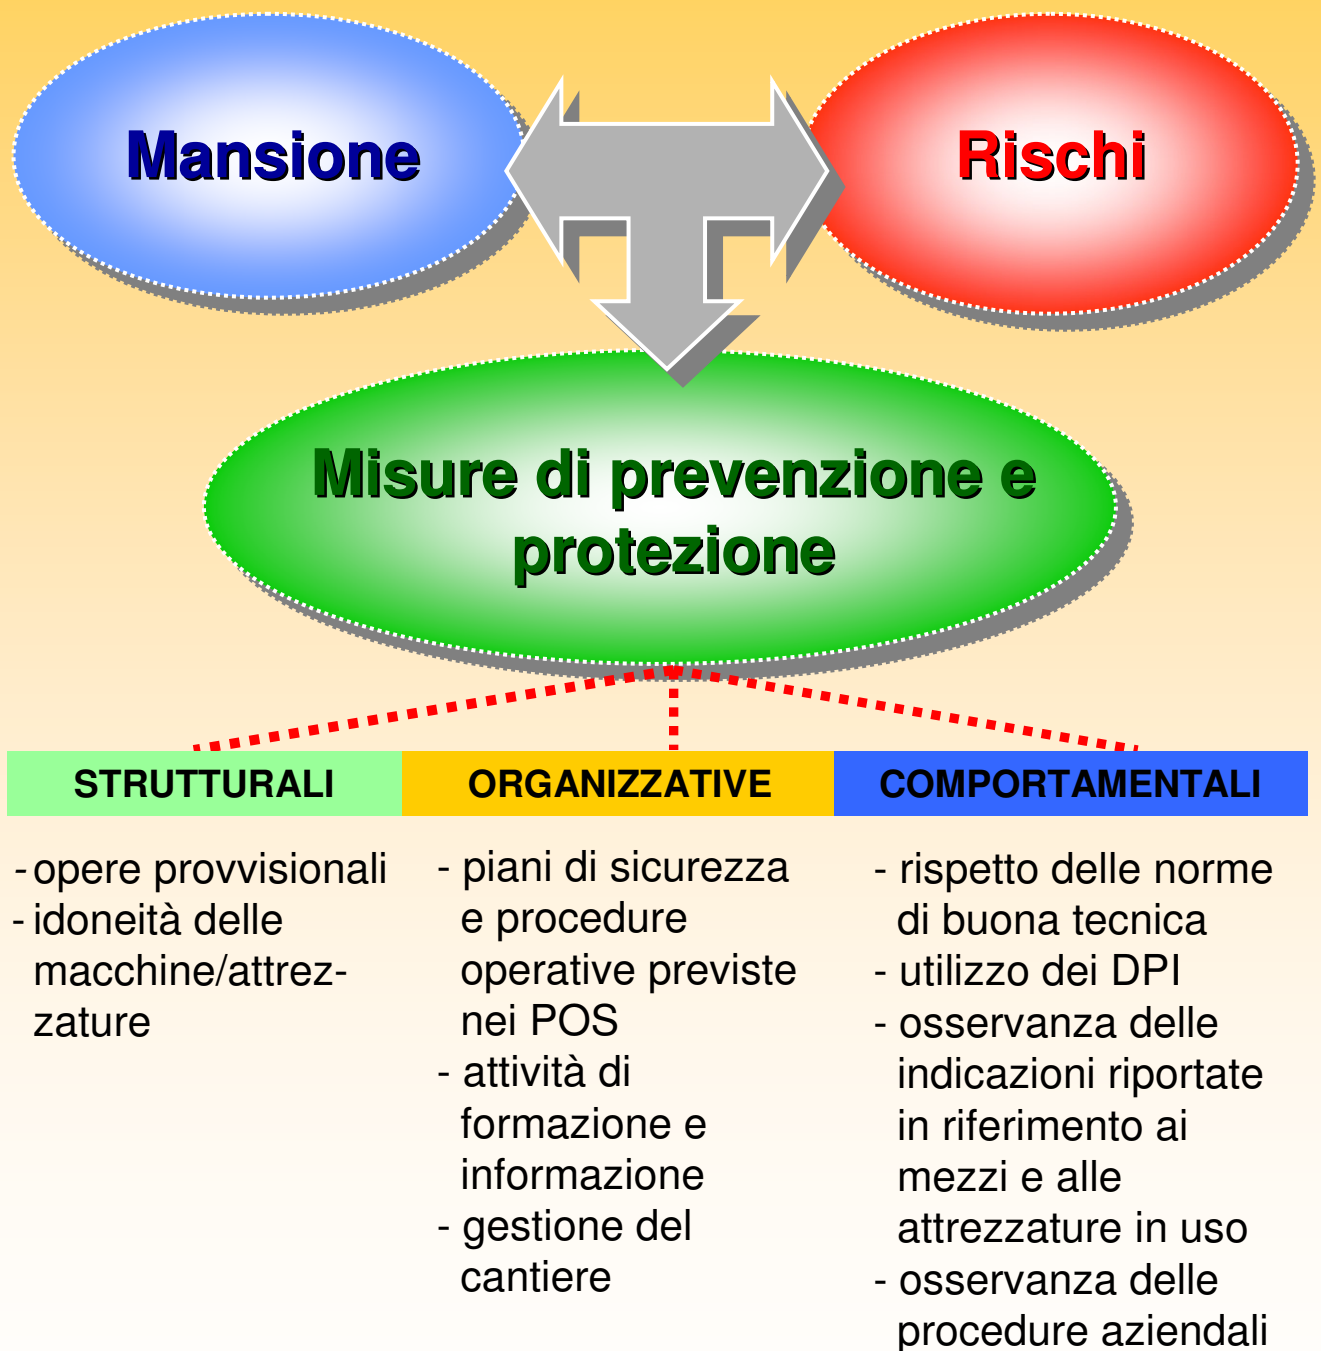 Mansione
Rischi
Misure di prevenzione e
protezione
STRUTTURALI
- opere provvisionali
- idoneità delle
macchine/attrez-
zature
ORGANIZZATIVE
- piani di sicurezza
e procedure
operative previste
nei POS
- attività di
formazione e
informazione
- gestione del
cantiere
COMPORTAMENTALI
- rispetto delle norme
di buona tecnica
- utilizzo dei DPI
- osservanza delle
indicazioni riportate
in riferimento ai
mezzi e alle
attrezzature in uso
- osservanza delle
procedure aziendali